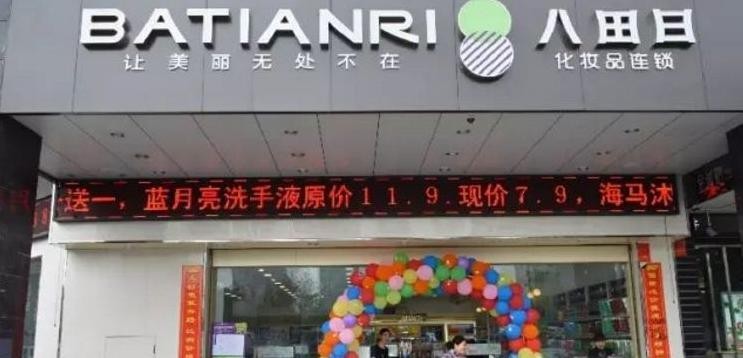 BATIANRI 八田日
让美丽无处不在 化妆品连锁
送一，蓝月亮洗手液原价11.9.现价7.9，海马沐